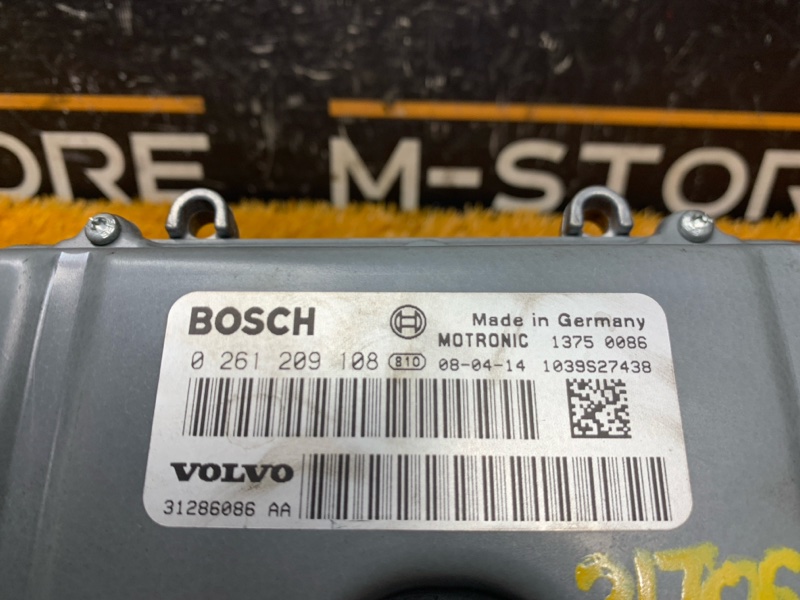 ORE M-STORE
BOSCH Made in Germany
MOTRONIC 1375 0086
0 261 209 108 810 08-04-14 1039S27438
VOLVO
31286086 AA